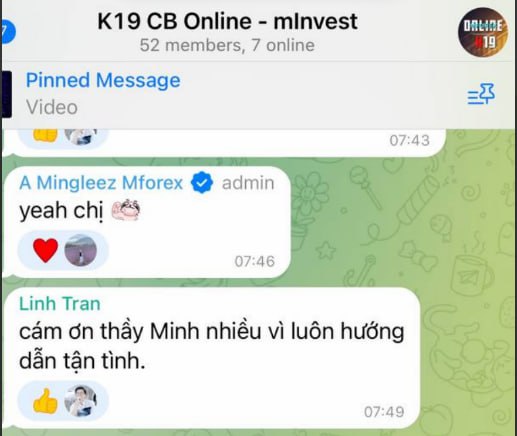 7
K19 CB Online - mInvest
52 members, 7 online
ONLINE
K19
Pinned Message
Video
07:43
A Mingleez Mforex admin
yeah chị
07:46
Linh Tran
cám ơn thầy Minh nhiều vì luôn hướng
dẫn tận tình.
07:49